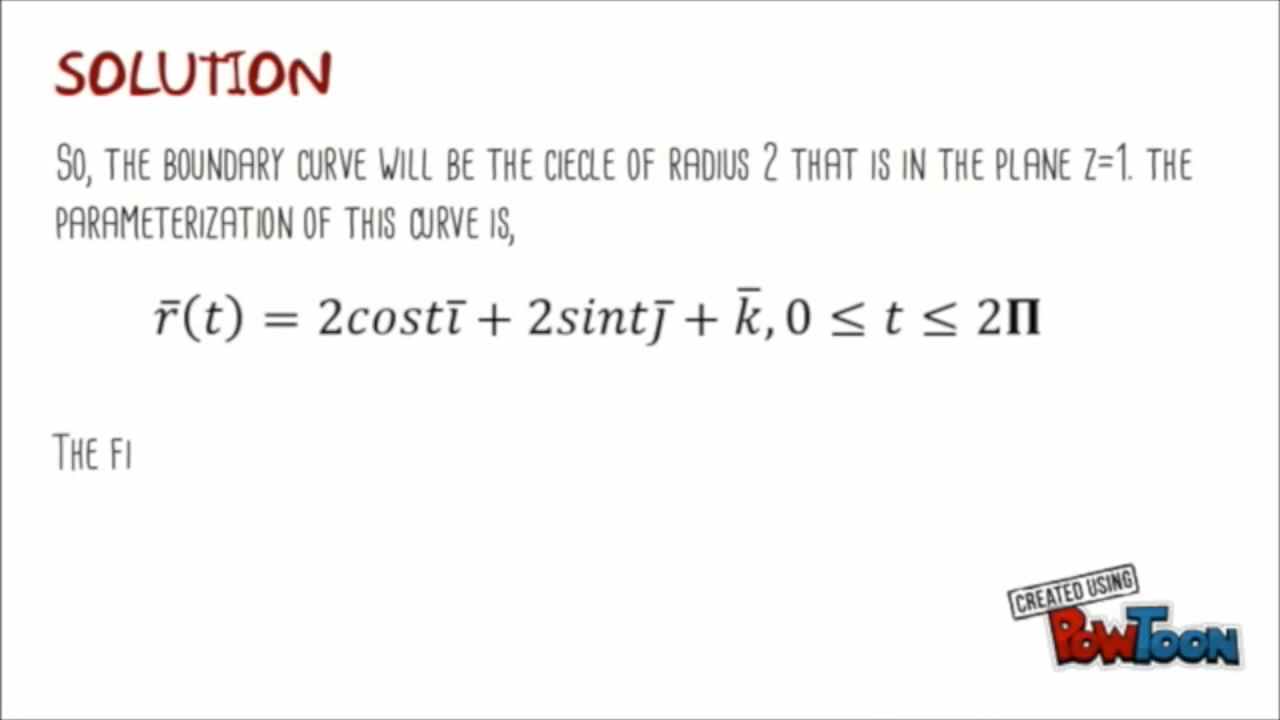 SOLUTION
SO, THE BOUNDARY CURVE WILL BE THE CIECLE OF RADIUS 2 THAT IS IN THE PLANE Z=1. THE
PARAMETERIZATION OF THIS CURVE IS,
r̄(t) = 2costī + 2sintj̄ + k̄, 0 ≤ t ≤ 2Π
THE FI
CREATED USING
POWTOON